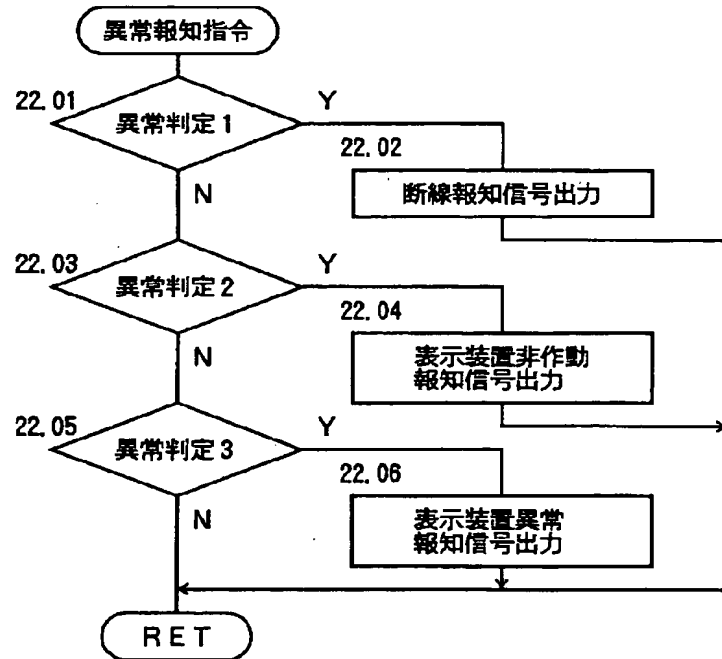 異常報知指令
22.01
異常判定1
Y
22.02
断線報知信号出力
N
22.03
異常判定2
Y
22.04
表示装置非作動
報知信号出力
N
22.05
異常判定3
Y
22.06
表示装置異常
報知信号出力
N
RET